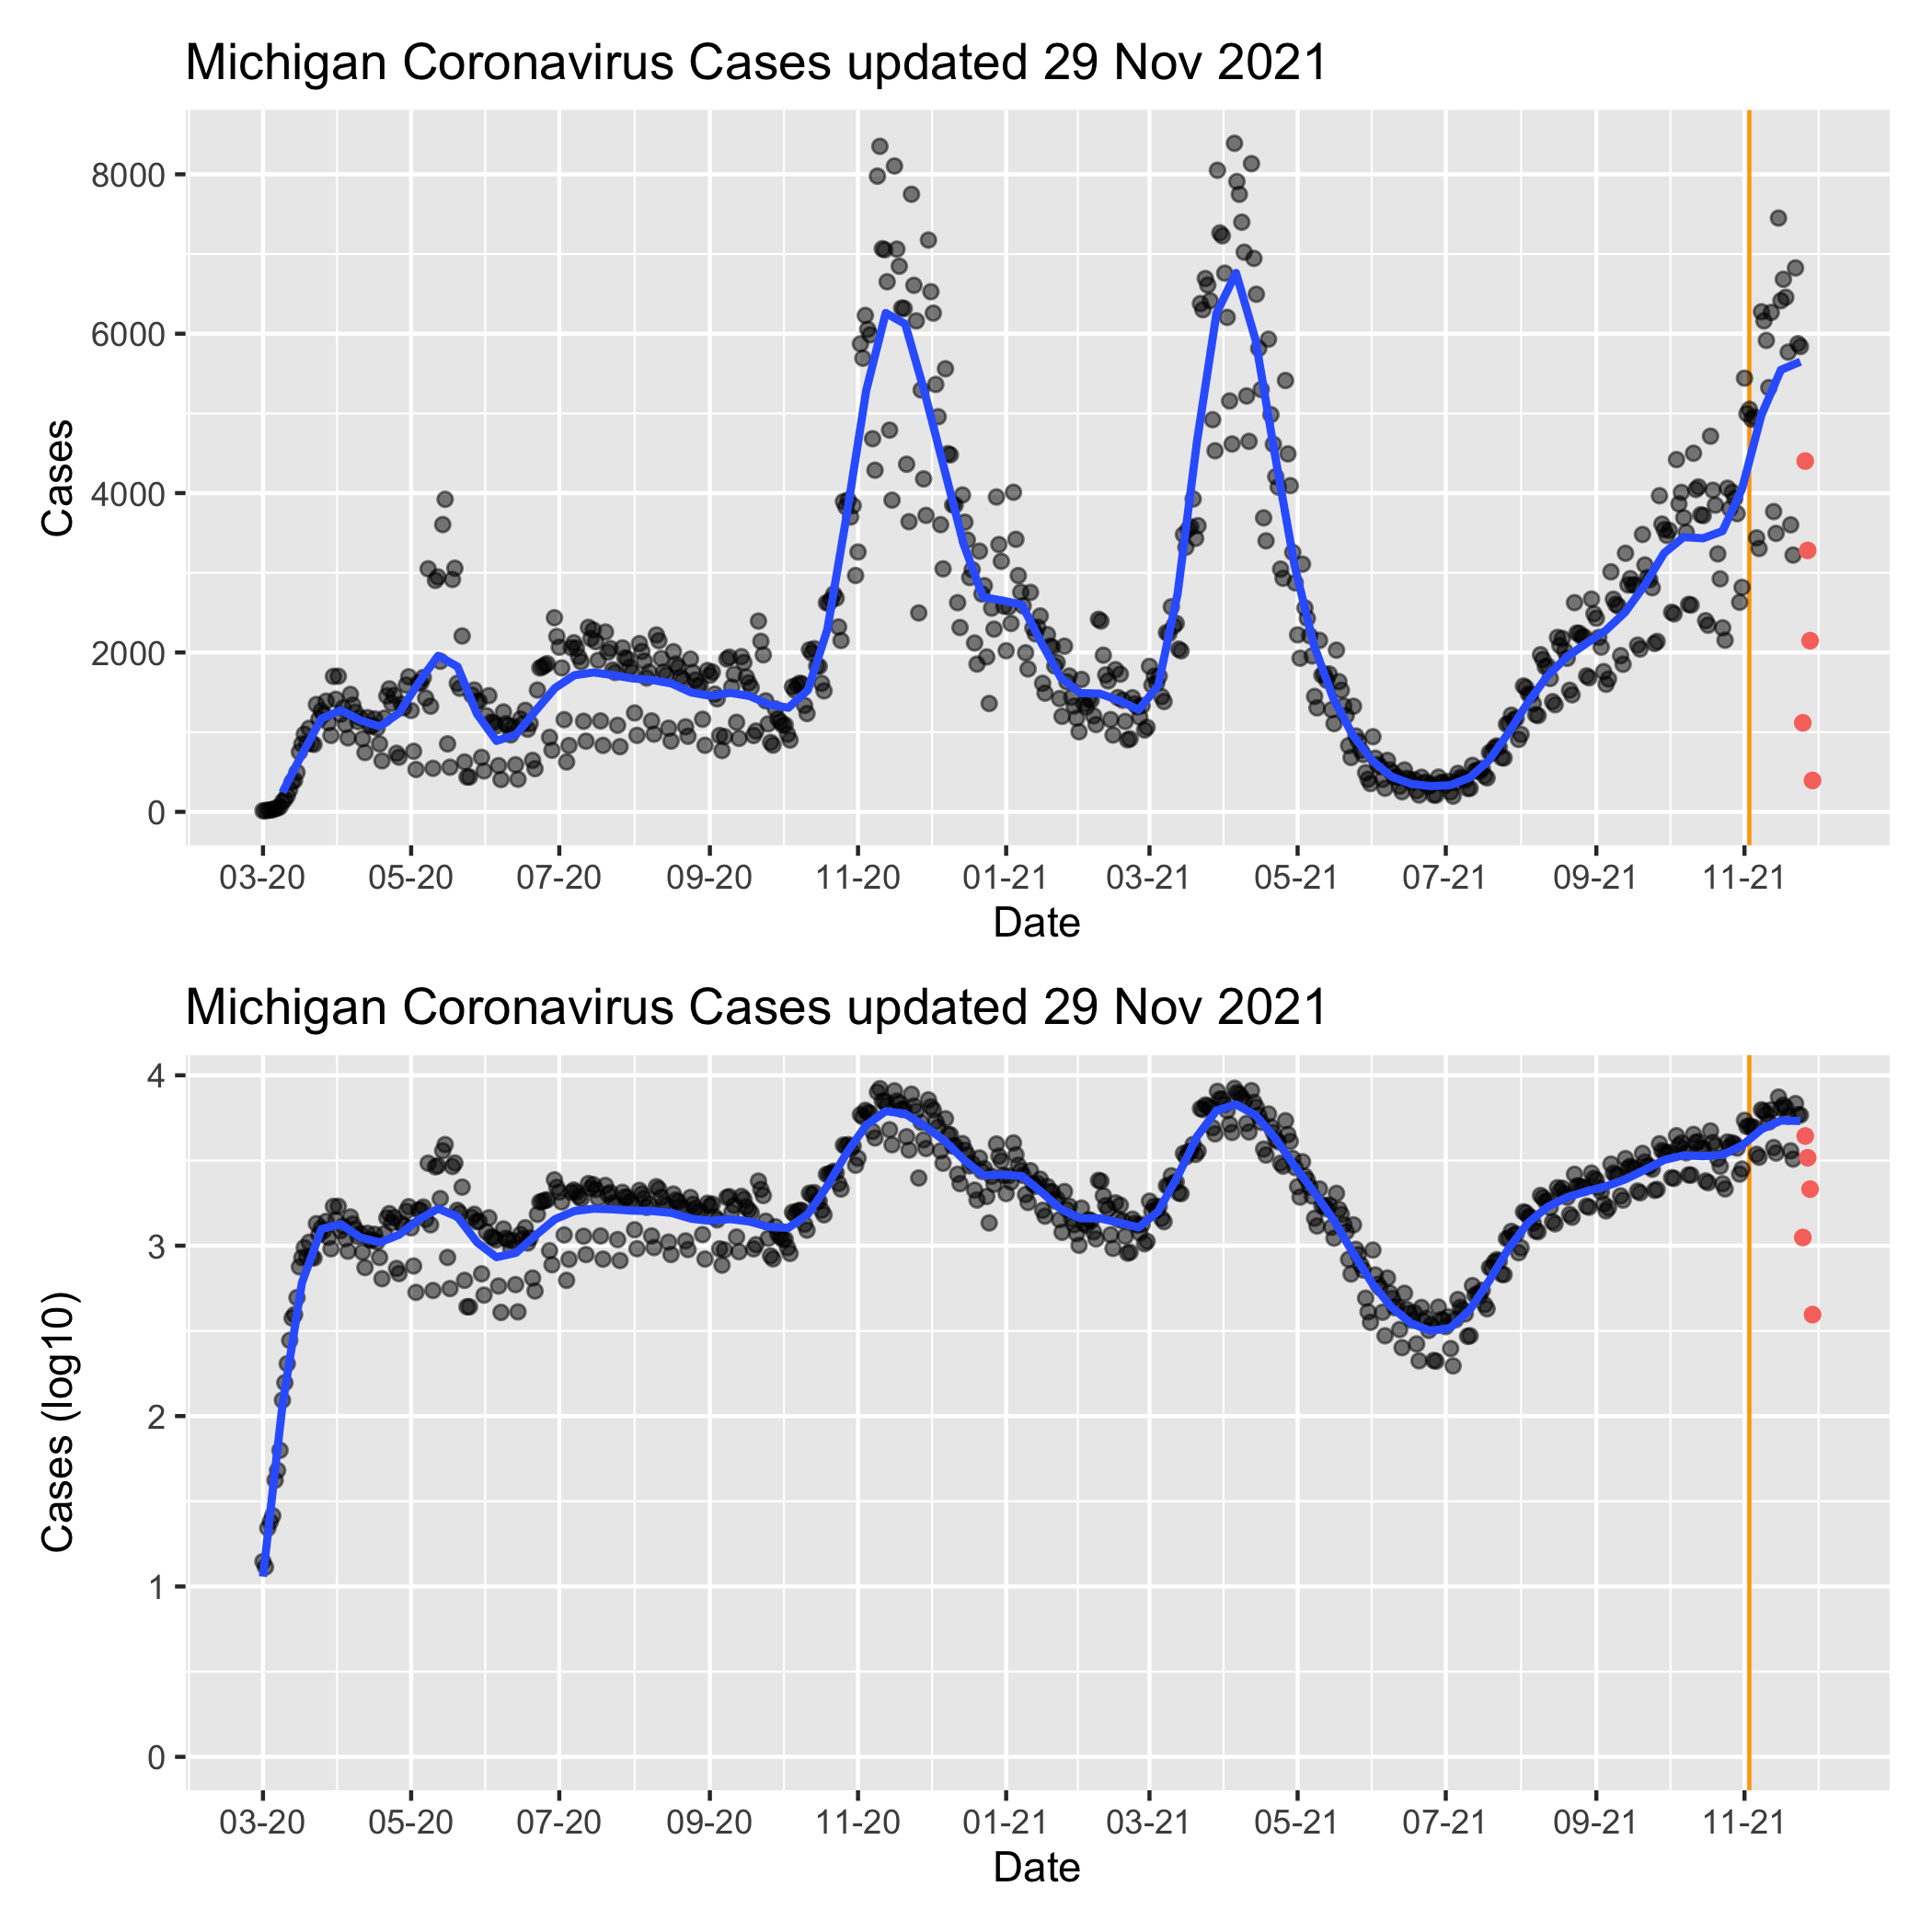 Michigan Coronavirus Cases updated 29 Nov 2021
8000
6000
4000
2000
0
Cases
03-20 05-20 07-20 09-20 11-20 01-21 03-21 05-21 07-21 09-21 11-21
Date
Michigan Coronavirus Cases updated 29 Nov 2021
4
3
2
1
0
Cases (log10)
03-20 05-20 07-20 09-20 11-20 01-21 03-21 05-21 07-21 09-21 11-21
Date